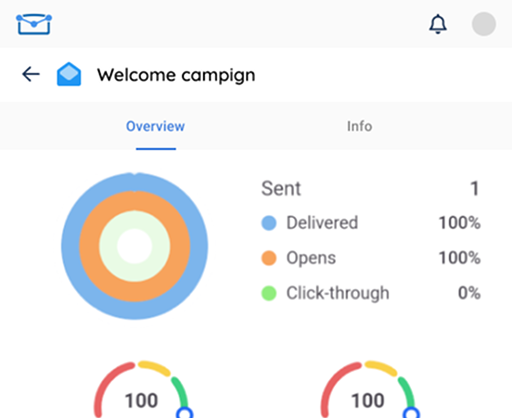 Welcome campign
Overview Info
Sent 1
Delivered 100%
Opens 100%
Click-through 0%
100 100